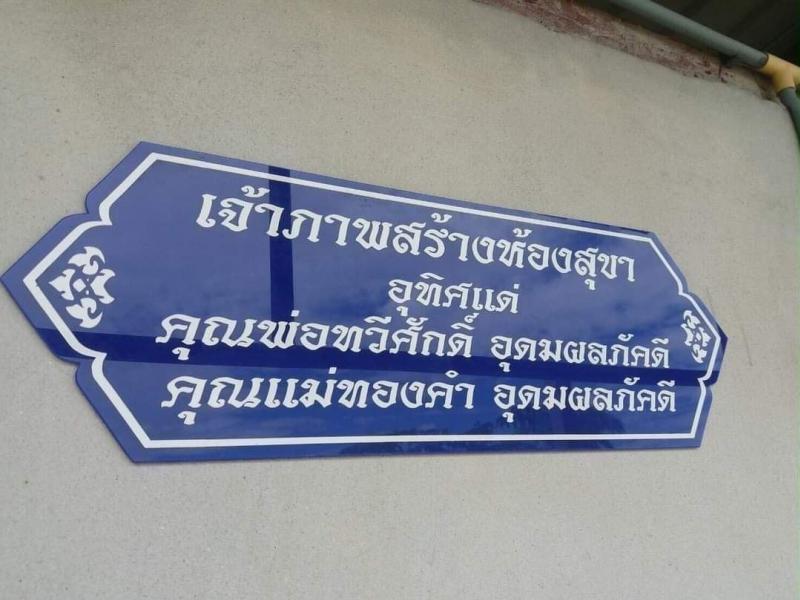 เจ้าภาพสร้างห้องสุขา
อุทิศแด่
คุณพ่อทวีศักดิ์ อุดมผลภักดี
คุณแม่ทองคำ อุดมผลภักดี